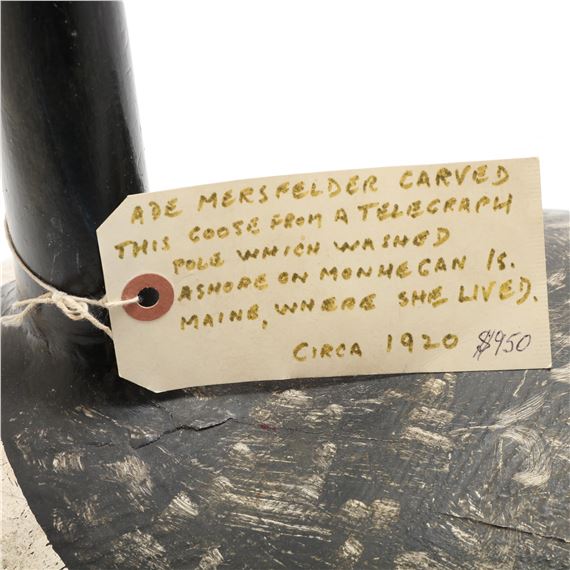 ADE MERSFELDER CARVED
THIS GOOSE FROM A TELEGRAPH
POLE WHICH WASHED
ASHORE ON MONHEGAN IS.
MAINE, WHERE SHE LIVED.
CIRCA 1920 $950